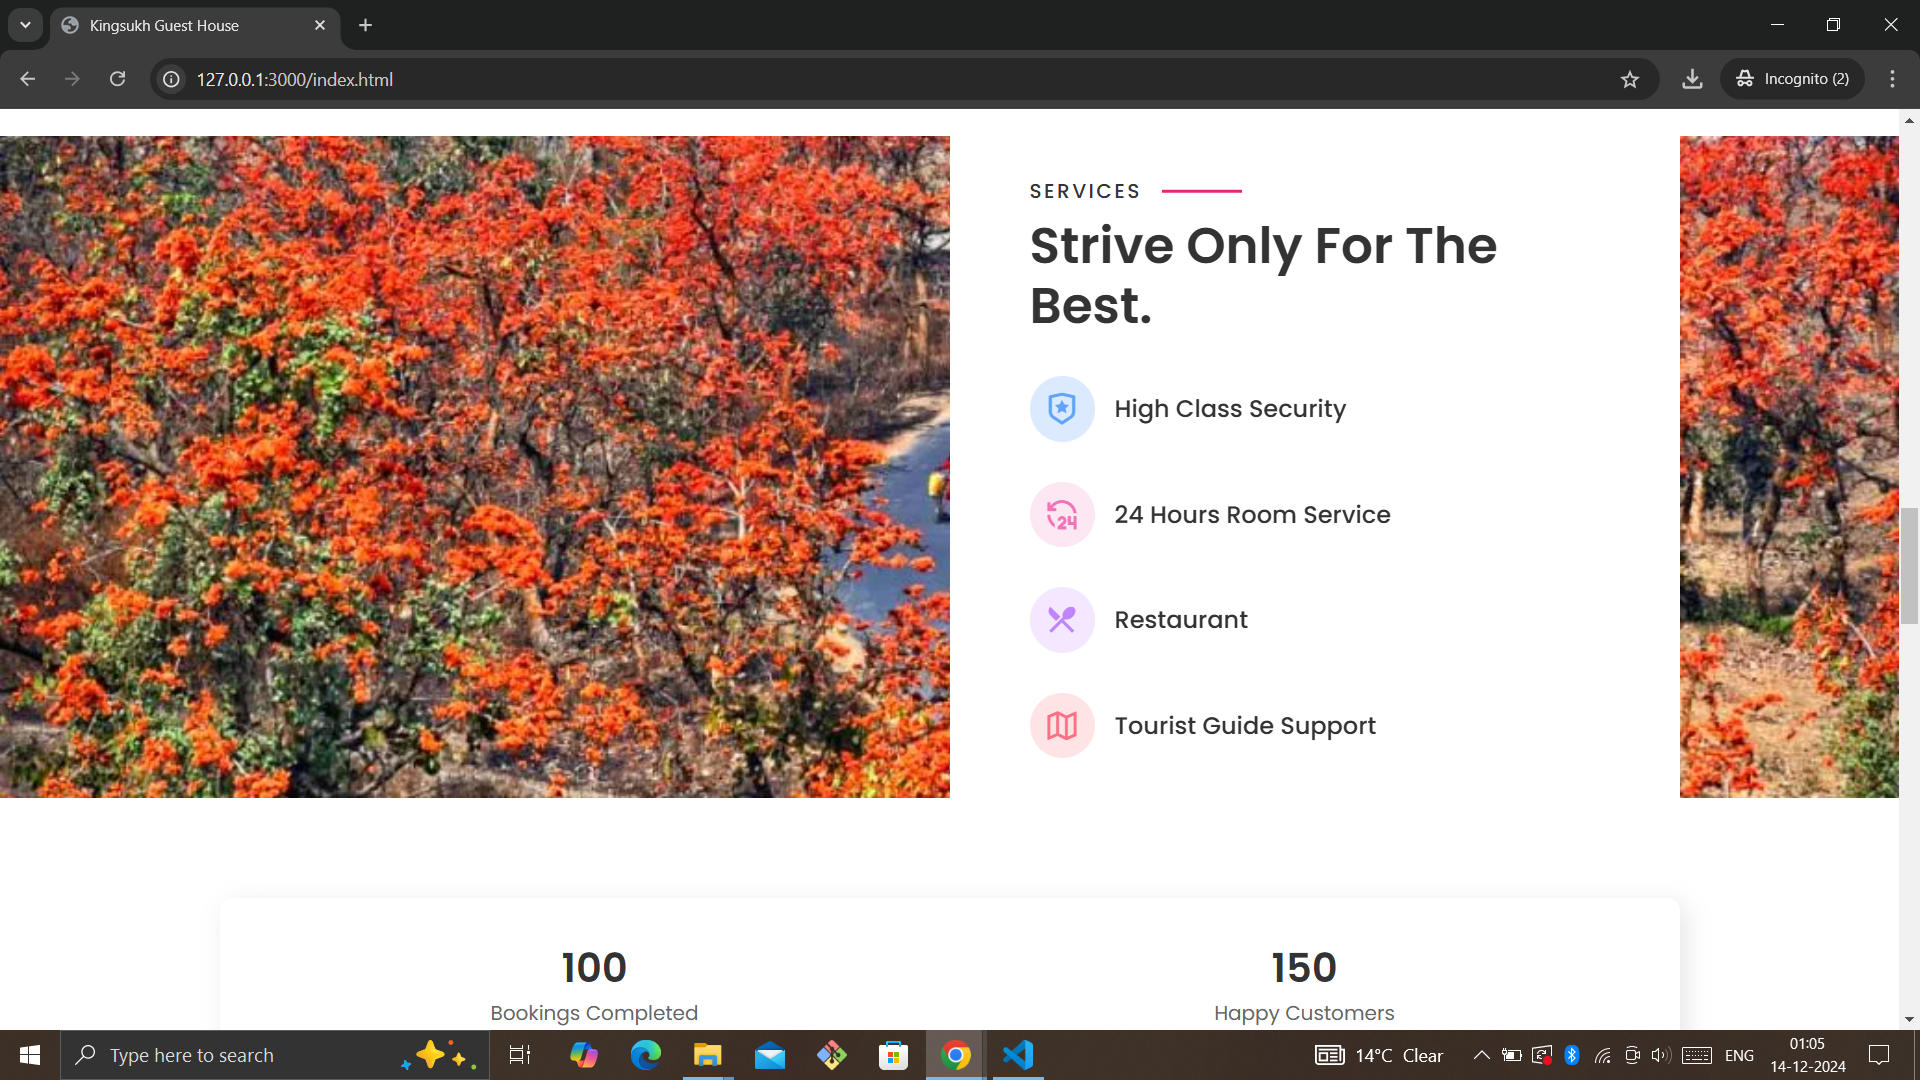 Kingsukh Guest House
127.0.0.1:3000/index.html
Incognito (2)
SERVICES
Strive Only For The
Best.
High Class Security
24
24 Hours Room Service
Restaurant
Tourist Guide Support
100
Bookings Completed
150
Happy Customers
Type here to search
14°C Clear
ENG
01:05
14-12-2024